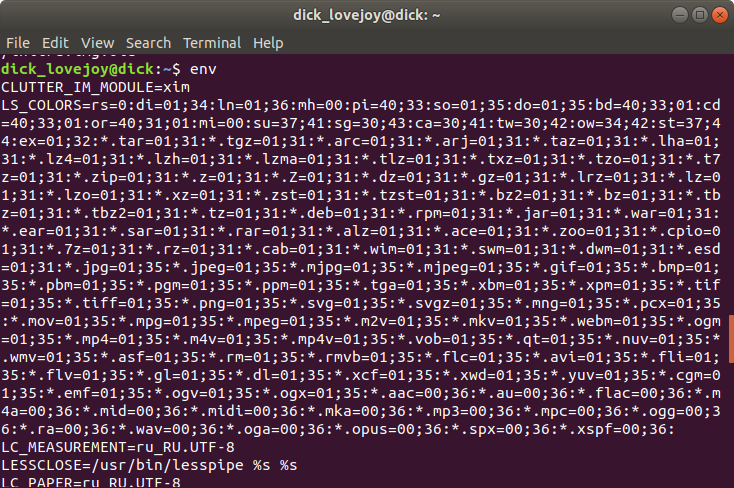 dick_lovejoy@dick: ~
File Edit View Search Terminal Help
dick_lovejoy@dick:~$ env
CLUTTER_IM_MODULE=xim
LS_COLORS=rs=0:di=01;34:ln=01;36:mh=00:pi=40;33:so=01;35:do=01;35:bd=40;33;01:cd
=40;33;01:or=40;31;01:mi=00:su=37;41:sg=30;43:ca=30;41:tw=30;42:ow=34;42:st=37;4
4:ex=01;32:*.tar=01;31:*.tgz=01;31:*.arc=01;31:*.arj=01;31:*.taz=01;31:*.lha=01;
31:*.lz4=01;31:*.lzh=01;31:*.lzma=01;31:*.tlz=01;31:*.txz=01;31:*.tzo=01;31:*.t7
z=01;31:*.zip=01;31:*.z=01;31:*.Z=01;31:*.dz=01;31:*.gz=01;31:*.lrz=01;31:*.lz=0
1;31:*.lzo=01;31:*.xz=01;31:*.zst=01;31:*.tzst=01;31:*.bz2=01;31:*.bz=01;31:*.tb
z=01;31:*.tbz2=01;31:*.tz=01;31:*.deb=01;31:*.rpm=01;31:*.jar=01;31:*.war=01;31:
*.ear=01;31:*.sar=01;31:*.rar=01;31:*.alz=01;31:*.ace=01;31:*.zoo=01;31:*.cpio=0
1;31:*.7z=01;31:*.rz=01;31:*.cab=01;31:*.wim=01;31:*.swm=01;31:*.dwm=01;31:*.esd
=01;31:*.jpg=01;35:*.jpeg=01;35:*.mjpg=01;35:*.mjpeg=01;35:*.gif=01;35:*.bmp=01;
35:*.pbm=01;35:*.pgm=01;35:*.ppm=01;35:*.tga=01;35:*.xbm=01;35:*.xpm=01;35:*.tif
=01;35:*.tiff=01;35:*.png=01;35:*.svg=01;35:*.svgz=01;35:*.mng=01;35:*.pcx=01;35
:*.mov=01;35:*.mpg=01;35:*.mpeg=01;35:*.m2v=01;35:*.mkv=01;35:*.webm=01;35:*.ogm
=01;35:*.mp4=01;35:*.m4v=01;35:*.mp4v=01;35:*.vob=01;35:*.qt=01;35:*.nuv=01;35:*
.wmv=01;35:*.asf=01;35:*.rm=01;35:*.rmvb=01;35:*.flc=01;35:*.avi=01;35:*.fli=01;
35:*.flv=01;35:*.gl=01;35:*.dl=01;35:*.xcf=01;35:*.xwd=01;35:*.yuv=01;35:*.cgm=0
1;35:*.emf=01;35:*.ogv=01;35:*.ogx=01;35:*.aac=00;36:*.au=00;36:*.flac=00;36:*.m
4a=00;36:*.mid=00;36:*.midi=00;36:*.mka=00;36:*.mp3=00;36:*.mpc=00;36:*.ogg=00;3
6:*.ra=00;36:*.wav=00;36:*.oga=00;36:*.opus=00;36:*.spx=00;36:*.xspf=00;36:
LC_MEASUREMENT=ru_RU.UTF-8
LESSCLOSE=/usr/bin/lesspipe %s %s
LC_PAPER=ru_RU.UTF-8